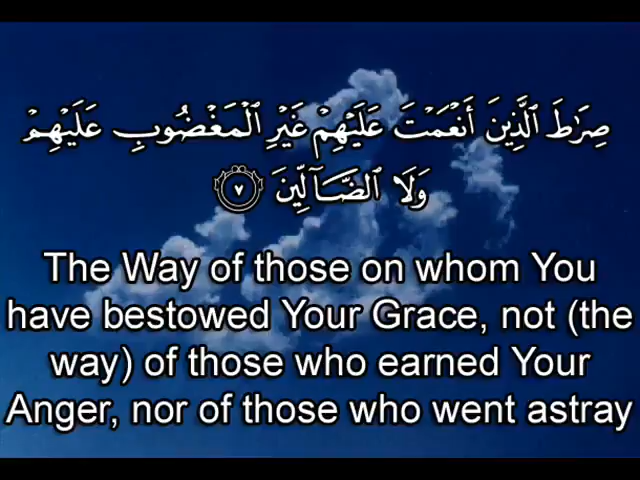 صِرَٰطَ ٱلَّذِينَ أَنْعَمْتَ عَلَيْهِمْ غَيْرِ ٱلْمَغْضُوبِ عَلَيْهِمْ
وَلَا ٱلضَّآلِّينَ ٧
The Way of those on whom You
have bestowed Your Grace, not (the
way) of those who earned Your
Anger, nor of those who went astray